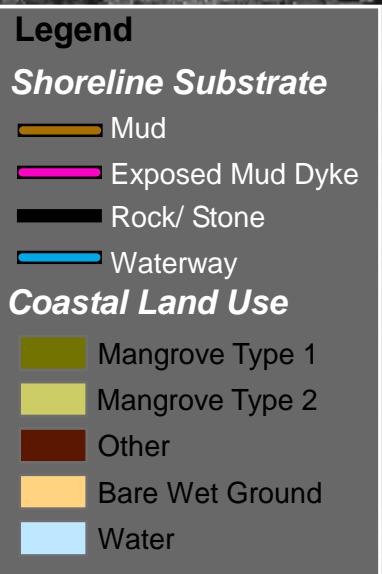 Legend
Shoreline Substrate
Mud
Exposed Mud Dyke
Rock/ Stone
Waterway
Coastal Land Use
Mangrove Type 1
Mangrove Type 2
Other
Bare Wet Ground
Water